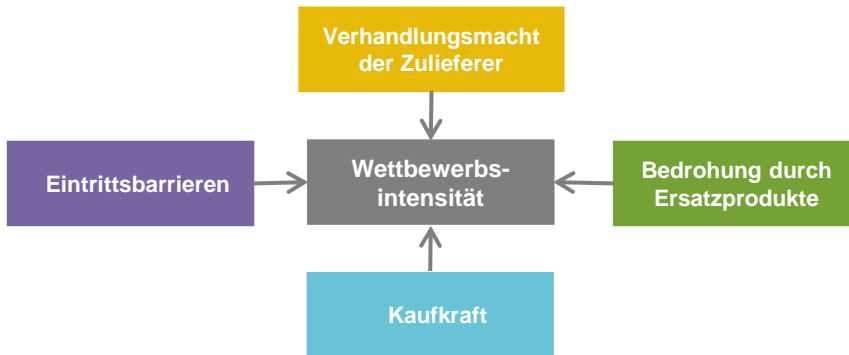 Verhandlungsmacht
der Zulieferer
Eintrittsbarrieren
Wettbewerbs-
intensität
Bedrohung durch
Ersatzprodukte
Kaufkraft